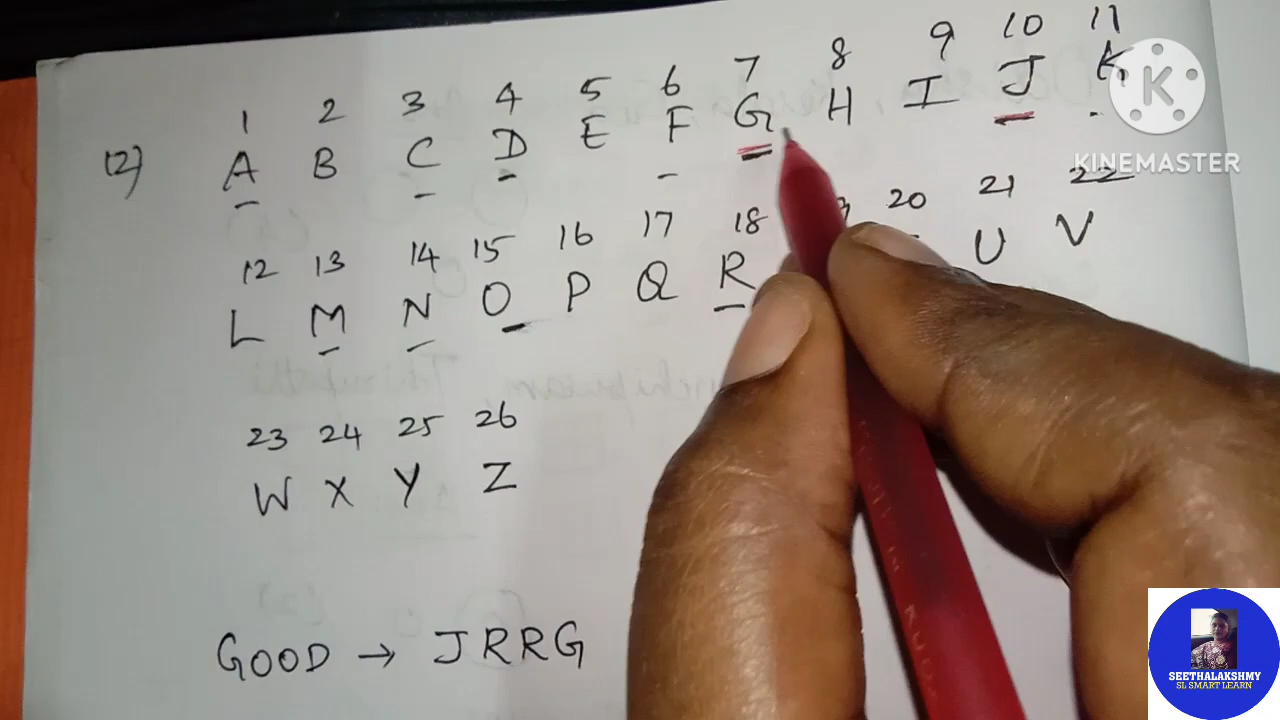 1 2 3 4 5 6 7 8 9 10 11
(2) A B C D E F G H I J K
KINEMASTER
12 13 14 15 16 17 18 20 21 22
L M N O P Q R U V
23 24 25 26
W X Y Z
GOOD → JRRG
SEETHALAKSHMY
SL SMART LEARN